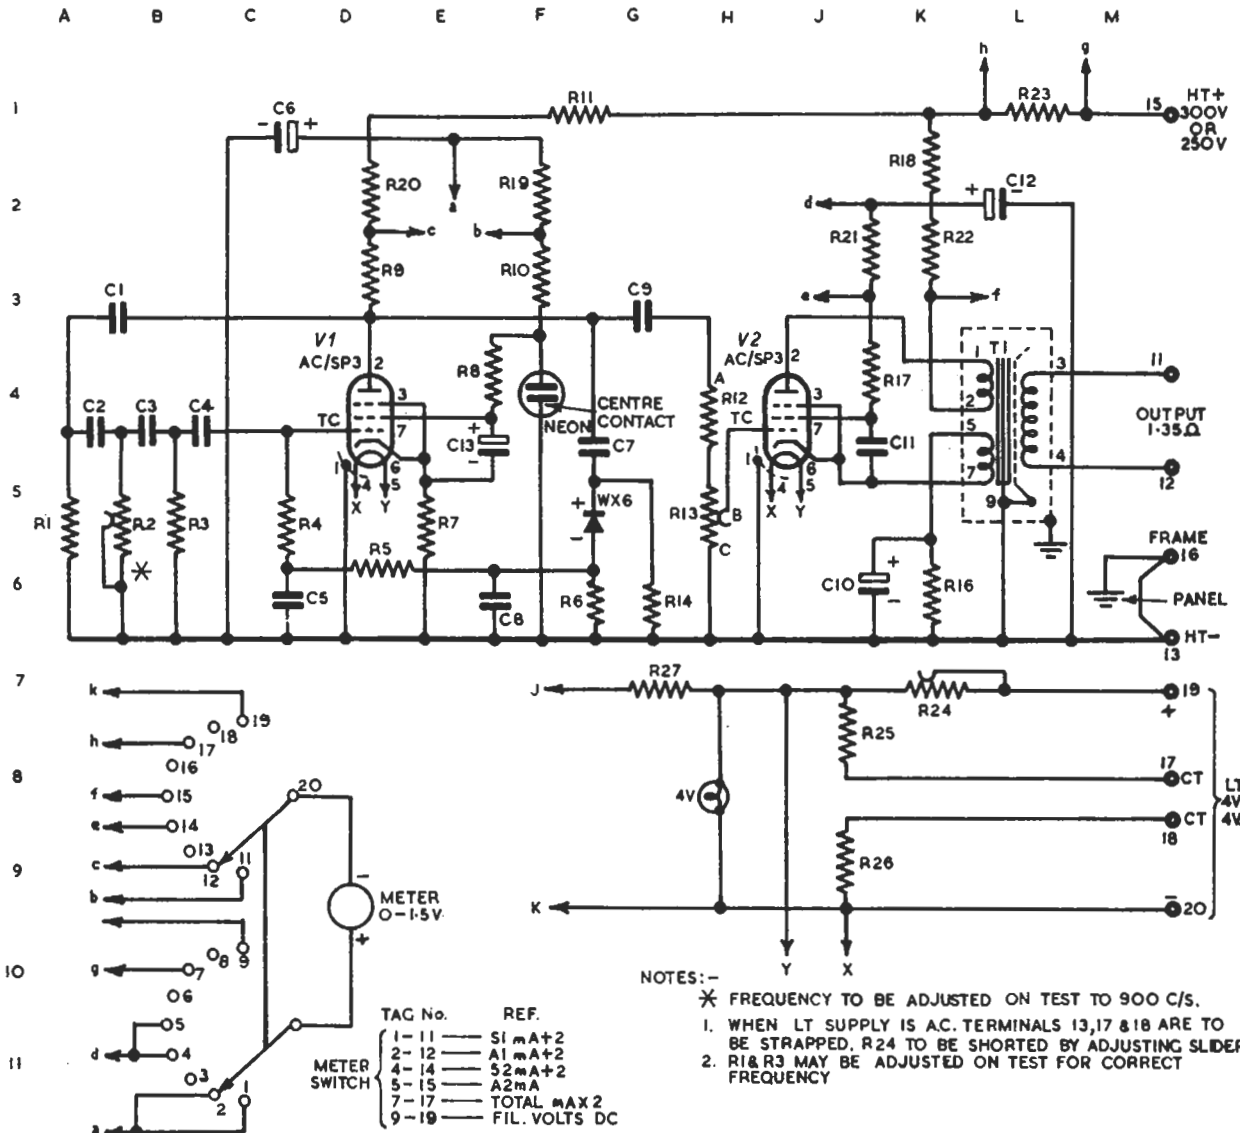 A B C D E F G H J K L M
h g
1 C6 R11 R23 15 HT+
- + 300V
OR
250V
R18
R20 R19 C12
+ -
2 a d
c b R21 R22
R9 R10
3 C1 C9 e f
V1 V2
AC/SP3 2 AC/SP3 2 1 T1 3 11
R8 A R17
4 3 3
C2 C3 C4 R12 2
TC CENTRE TC OUTPUT
7 CONTACT 7 1·35Ω
NEON
+ 5
C13 C7 C11
- 6 6 4
1 4 5 1 4 5 7 12
5 X Y + WX6 X Y 9
R1 R2 R3 R4 R7 - R13 B
C FRAME
R5 16
* +
6 C5 C8 R6 R14 C10 R16 PANEL
-
HT-
13
7 k R27
J R24 19
19 +
18 R25
h 17
16 17
8 20 CT LT
f 15 4V 4V
e 14 CT 4V
13 18
9 c 11 R26
12 -
b METER K 20
- 0-1·5V
+
9
8
10 g 7 Y X
6 NOTES:-
* FREQUENCY TO BE ADJUSTED ON TEST TO 900 C/S.
5 TAG No. REF.
1. WHEN LT SUPPLY IS A.C. TERMINALS 13,17 & 18 ARE TO
BE STRAPPED. R24 TO BE SHORTED BY ADJUSTING SLIDER
2. R1 & R3 MAY BE ADJUSTED ON TEST FOR CORRECT
FREQUENCY
11 d 4
3
1
2
a
METER
SWITCH
1-11 S1 mA÷2
2-12 A1 mA÷2
4-14 S2 mA÷2
5-15 A2mA
7-17 TOTAL mAX2
9-19 FIL. VOLTS DC